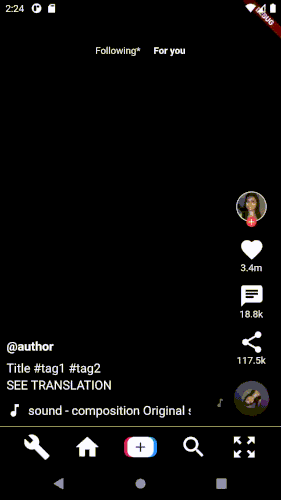 2:24
DEBUG
Following* For you
3.4m
18.8k
117.5k
@author
Title #tag1 #tag2
SEE TRANSLATION
sound - composition Original s